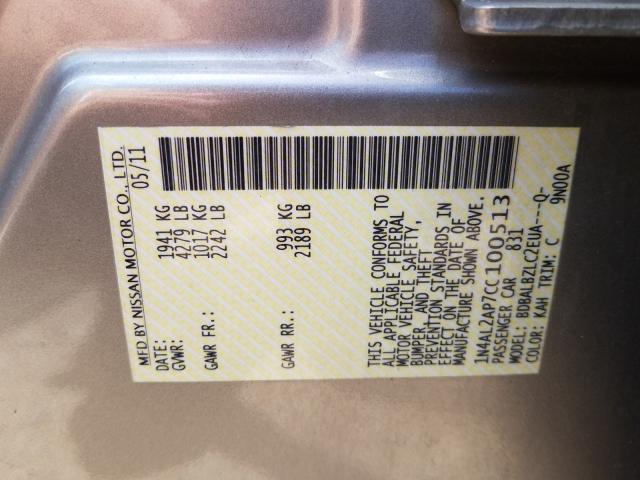 MFD BY NISSAN MOTOR CO., LTD.
DATE: 05/11
GVWR: 1941 KG
4279 LB
GAWR FR.: 1017 KG
2242 LB
GAWR RR.: 993 KG
2189 LB
THIS VEHICLE CONFORMS TO
ALL APPLICABLE FEDERAL
MOTOR VEHICLE SAFETY,
BUMPER, AND THEFT
PREVENTION STANDARDS IN
EFFECT ON THE DATE OF
MANUFACTURE SHOWN ABOVE.
1N4AL2AP7CC100513
PASSENGER CAR 831
MODEL: BDBALBZLC2EUA---Q-
COLOR: KAH TRIM: C 9N00A